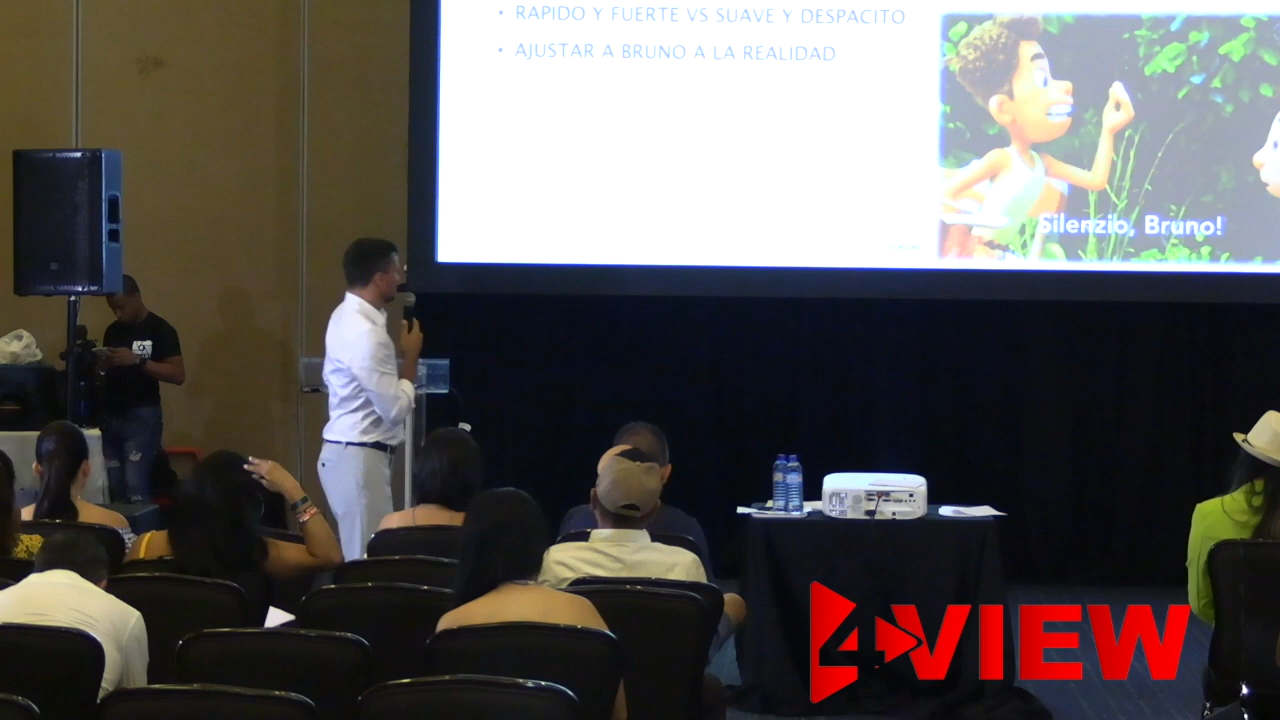 • RAPIDO Y FUERTE VS SUAVE Y DESPACITO
• AJUSTAR A BRUNO A LA REALIDAD
Silenzio, Bruno!
4VIEW